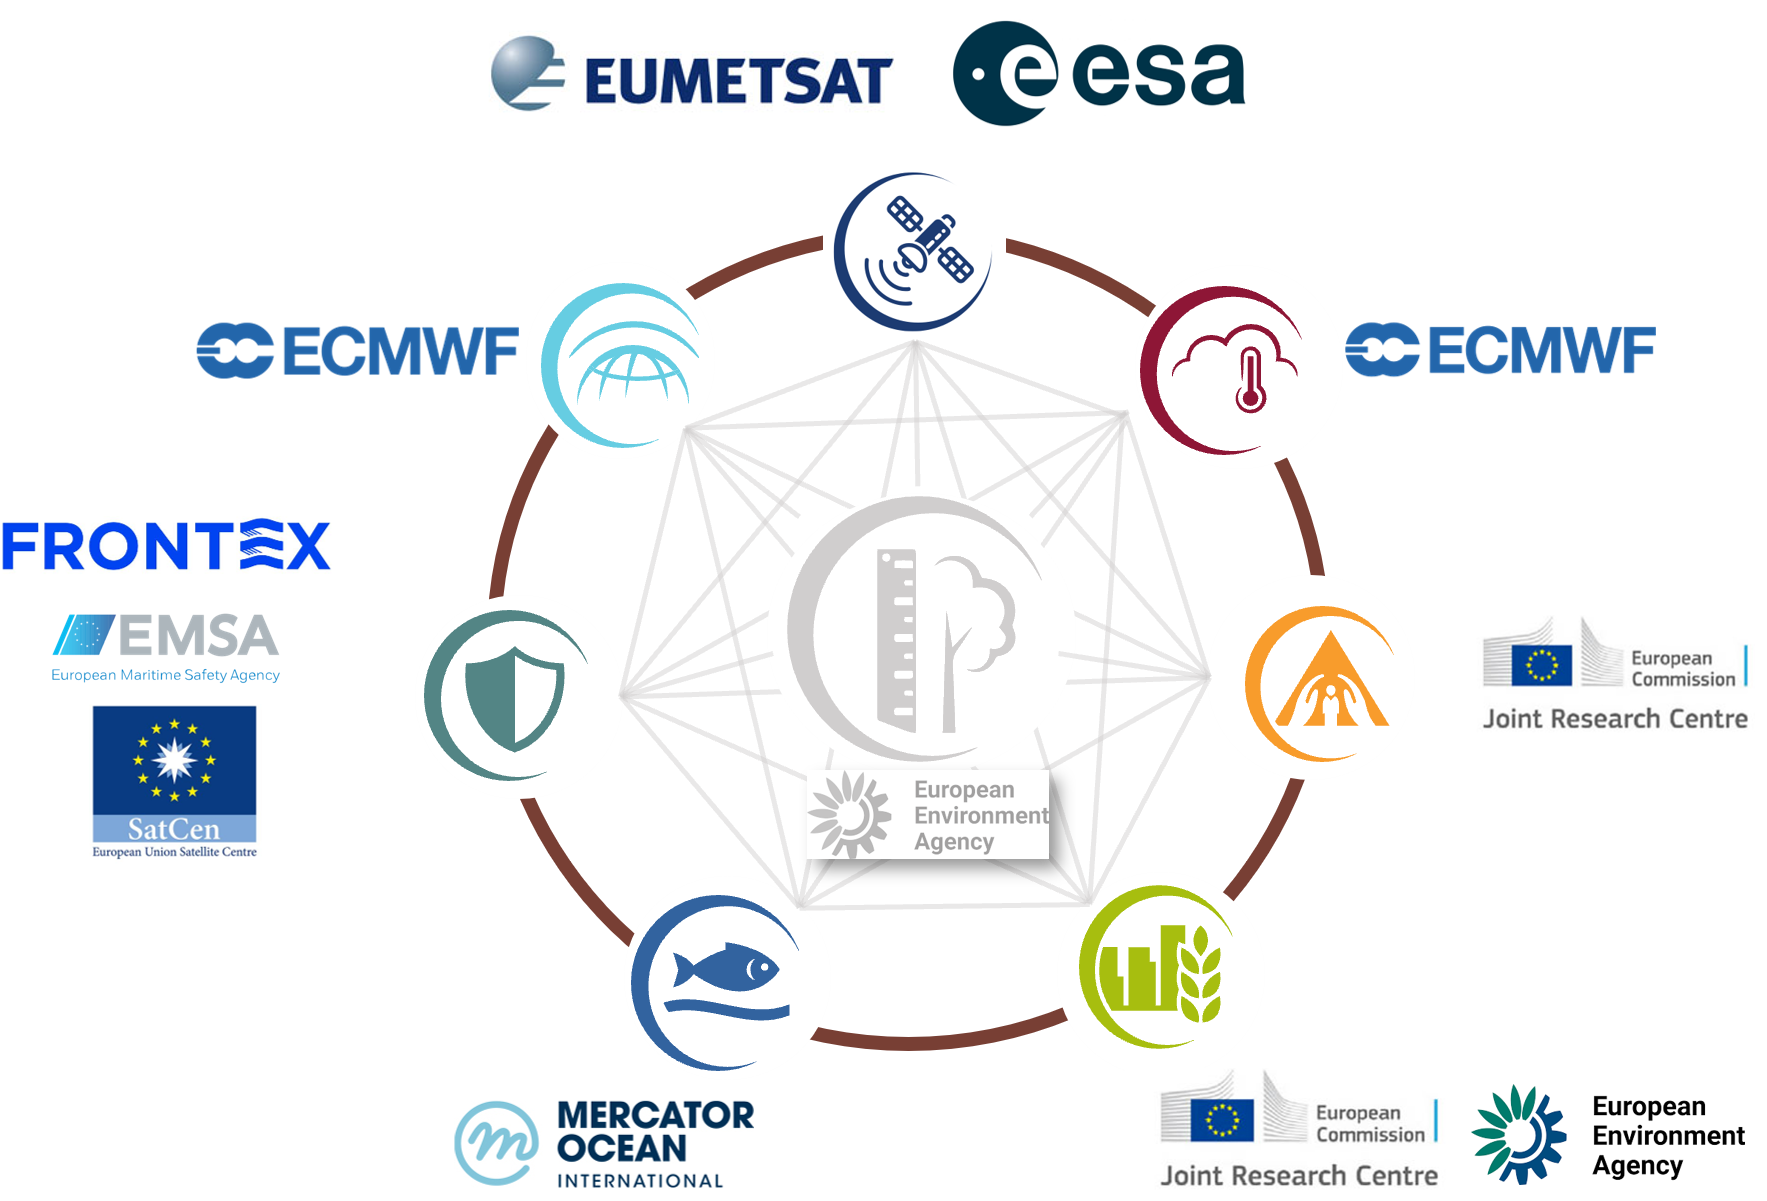 EUMETSAT
esa
ECMWF
ECMWF
FRONTEX
EMSA
European Maritime Safety Agency
SatCen
European Union Satellite Centre
European
Commission
Joint Research Centre
European
Environment
Agency
MERCATOR
OCEAN
INTERNATIONAL
European
Commission
Joint Research Centre
European
Environment
Agency